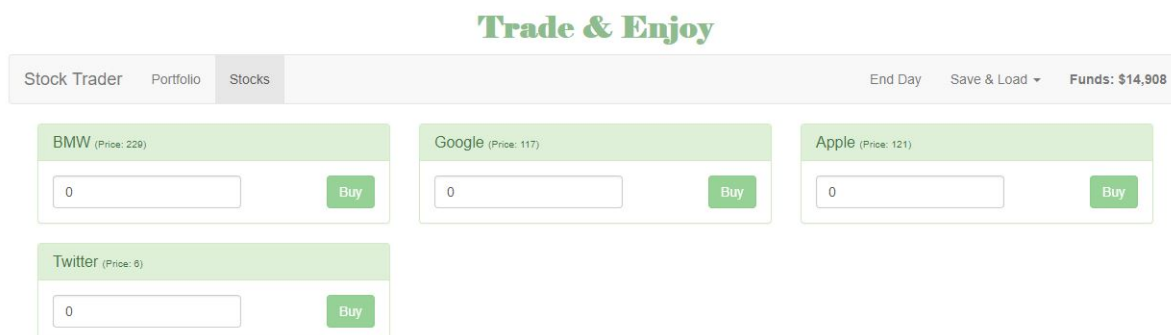 Trade & Enjoy
Stock Trader Portfolio Stocks End Day Save & Load Funds: $14,908
BMW (Price: 229)
0 Buy
Google (Price: 117)
0 Buy
Apple (Price: 121)
0 Buy
Twitter (Price: 6)
0 Buy